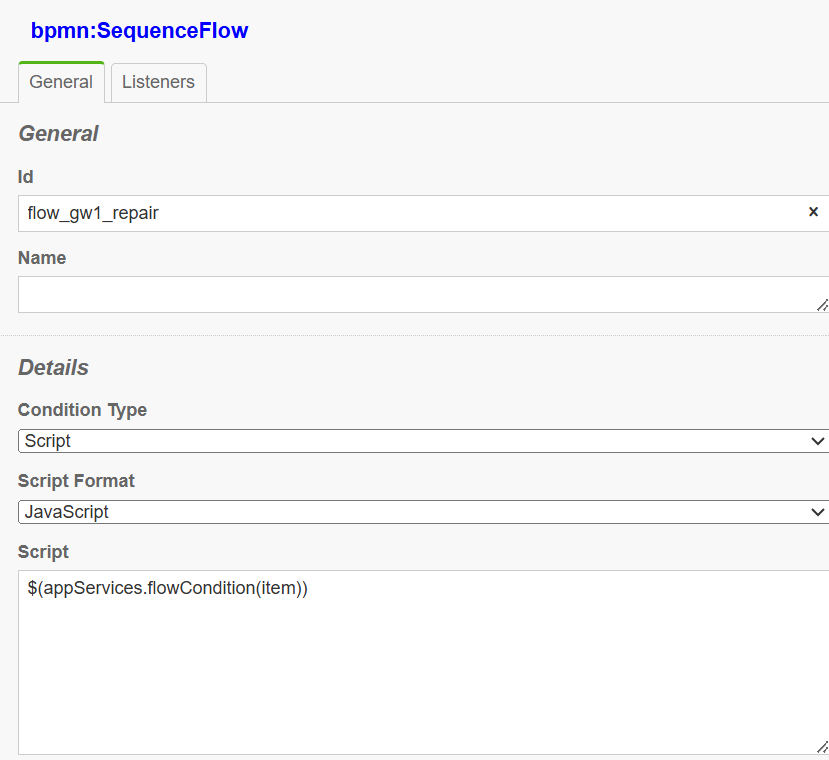 bpmn:SequenceFlow
General
Listeners
General
Id
flow_gw1_repair
×
Name
Details
Condition Type
Script
Script Format
JavaScript
Script
$(appServices.flowCondition(item))